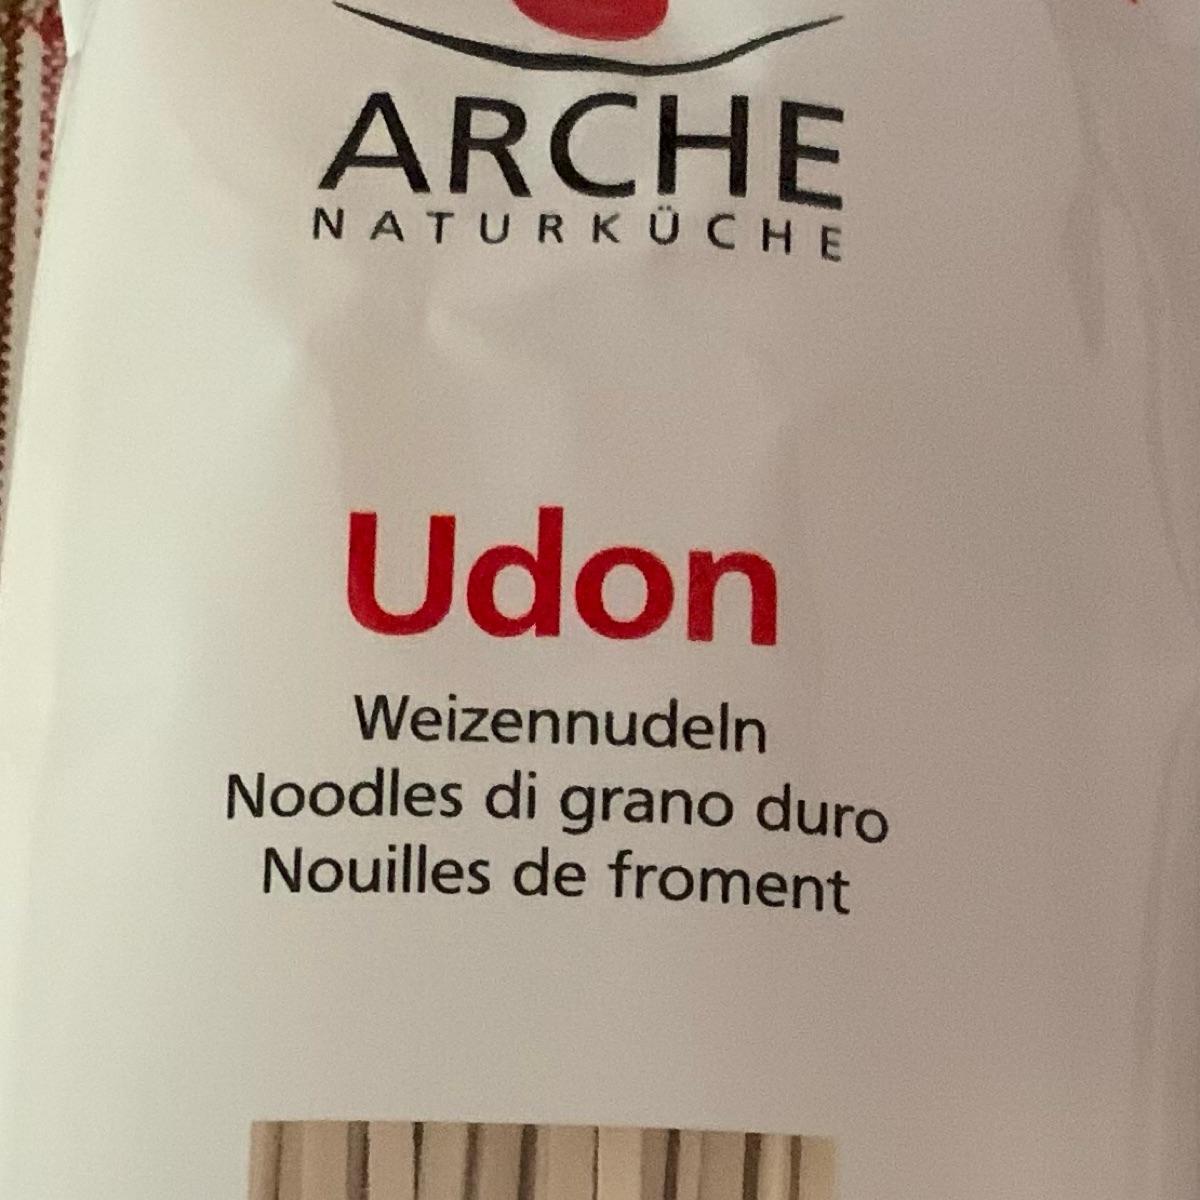 ARCHE
NATURKÜCHE
Udon
Weizennudeln
Noodles di grano duro
Nouilles de froment